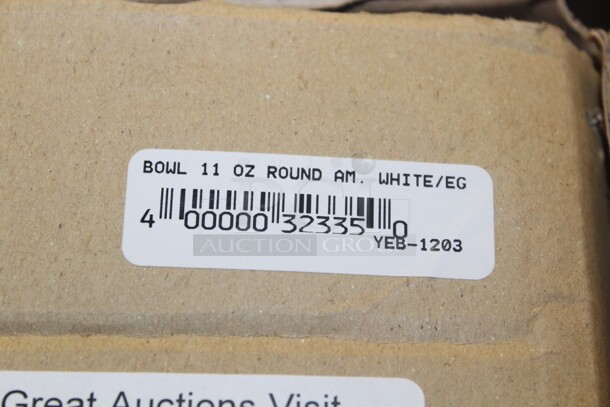 BOWL 11 OZ ROUND AM. WHITE/EG
4 00000 32335 0
YEB-1203
AUCTION GROUP
Great Auctions Visit